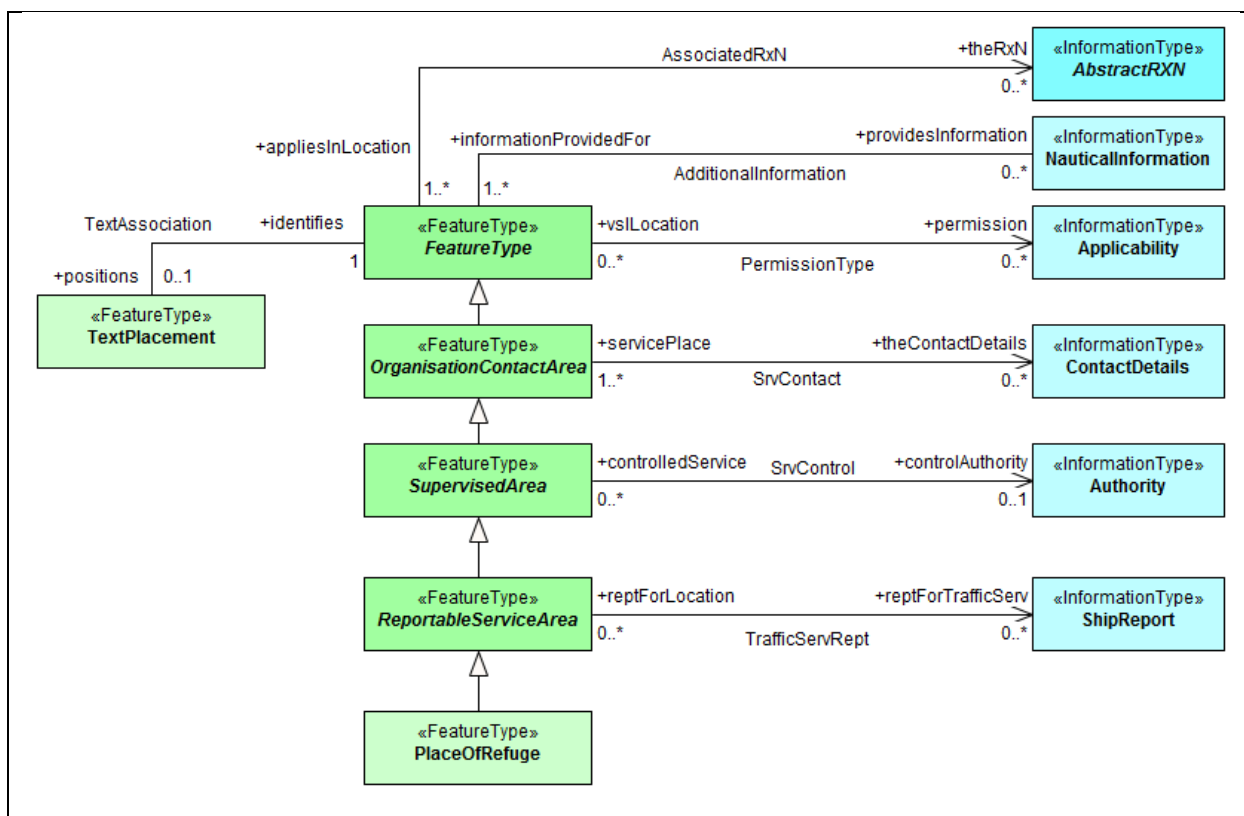 AssociatedRxN
+theRxN
0..*
«InformationType»
AbstractRXN
+appliesInLocation
1..*
+informationProvidedFor
1..*
+providesInformation
0..*
AdditionalInformation
«InformationType»
NauticalInformation
TextAssociation
+identifies
1
+positions
0..1
«FeatureType»
TextPlacement
«FeatureType»
FeatureType
+vslLocation
0..*
PermissionType
+permission
0..*
«InformationType»
Applicability
«FeatureType»
OrganisationContactArea
+servicePlace
1..*
SrvContact
+theContactDetails
0..*
«InformationType»
ContactDetails
«FeatureType»
SupervisedArea
+controlledService
0..*
SrvControl
+controlAuthority
0..1
«InformationType»
Authority
«FeatureType»
ReportableServiceArea
+reptForLocation
0..*
TrafficServRept
+reptForTrafficServ
0..*
«InformationType»
ShipReport
«FeatureType»
PlaceOfRefuge